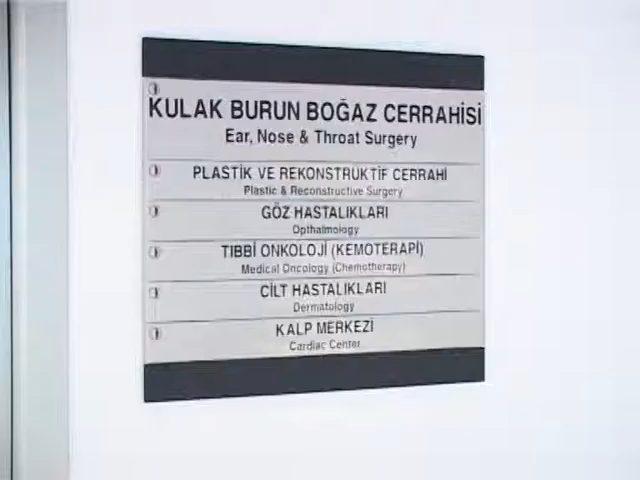 KULAK BURUN BOĞAZ CERRAHİSİ
Ear, Nose & Throat Surgery
PLASTİK VE REKONSTRÜKTİF CERRAHİ
Plastic & Reconstructive Surgery
GÖZ HASTALIKLARI
Opthalmology
TIBBİ ONKOLOJİ (KEMOTERAPİ)
Medical Oncology (Chemotherapy)
CİLT HASTALIKLARI
Dermatology
KALP MERKEZİ
Cardiac Center